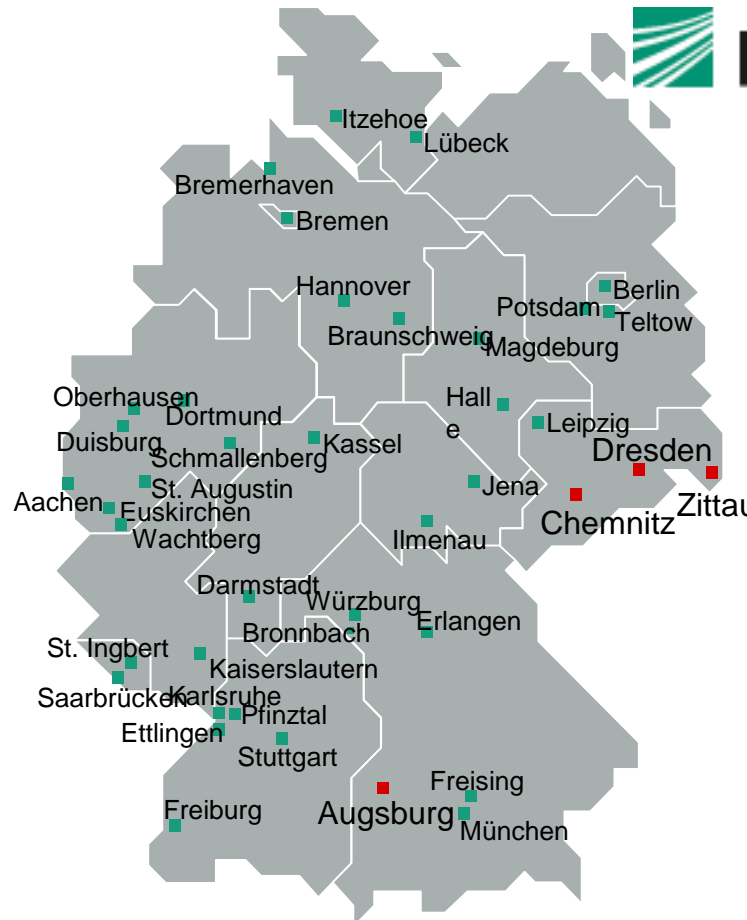 Itzehoe
Lübeck
Bremerhaven
Bremen
Hannover
Berlin
Potsdam
Teltow
Braunschweig
Magdeburg
Oberhausen
Dortmund
Hall
e
Leipzig
Duisburg
Schmallenberg
Kassel
Dresden
Aachen
St. Augustin
Jena
Zittau
Euskirchen
Chemnitz
Wachtberg
Ilmenau
Darmstadt
Würzburg
Erlangen
Bronnbach
St. Ingbert
Kaiserslautern
Saarbrücken
Karlsruhe
Pfinztal
Ettlingen
Stuttgart
Freising
Freiburg
Augsburg
München